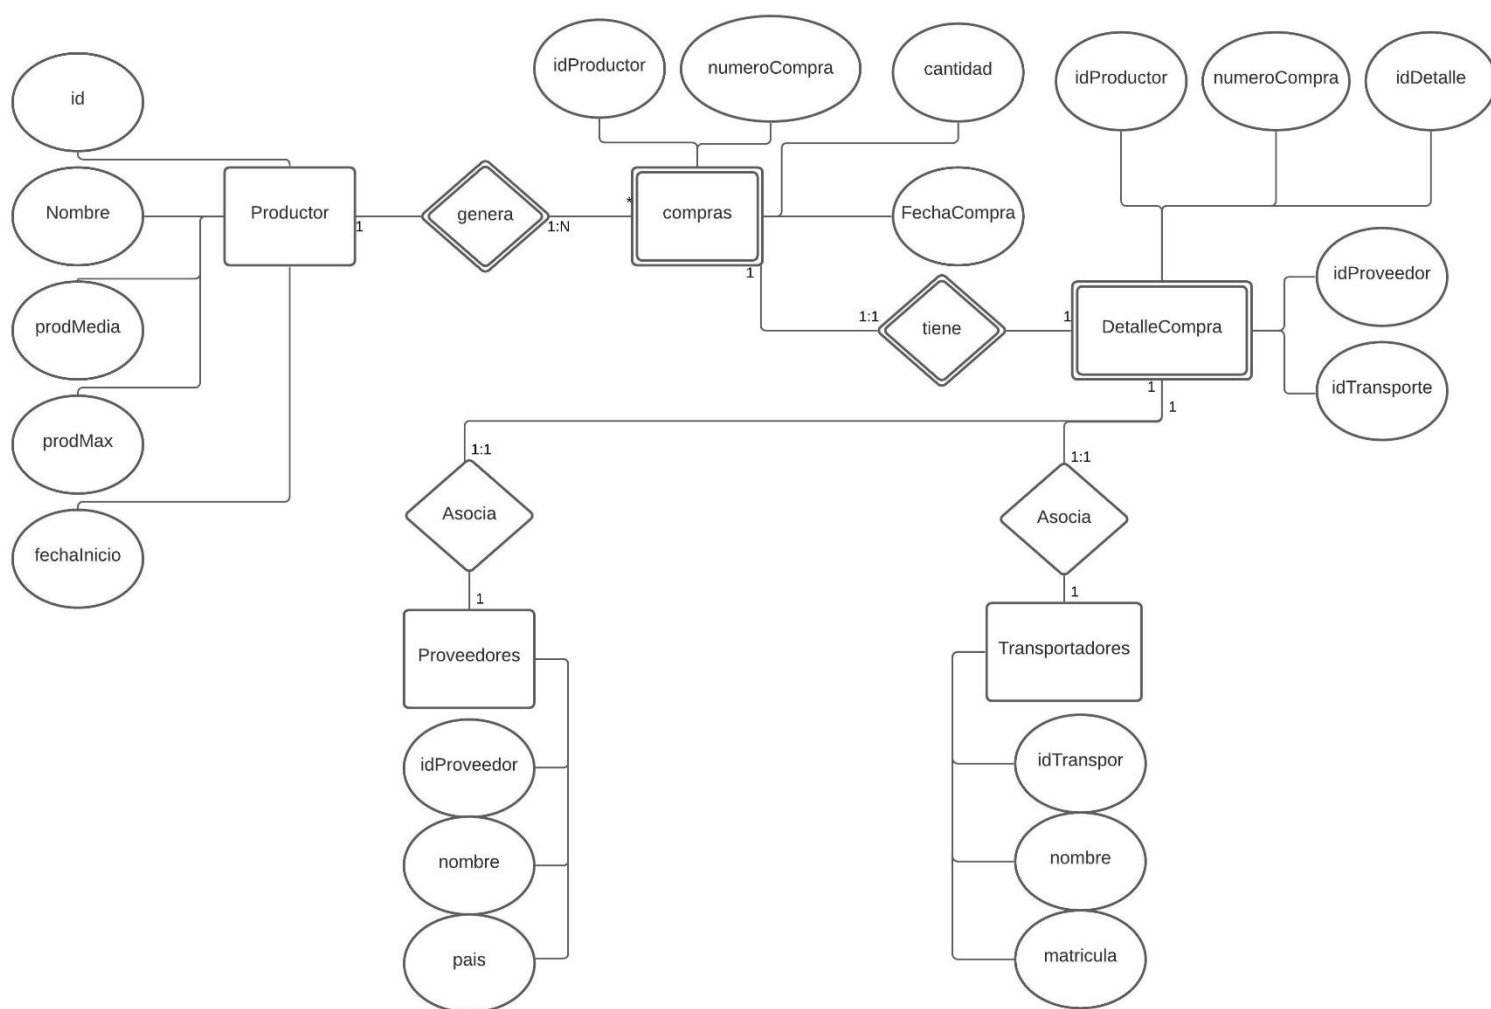 idProductor
numeroCompra
cantidad
idProductor
numeroCompra
idDetalle
id
Nombre
Productor
1
genera
1:N
*
compras
FechaCompra
1
1:1
tiene
1
DetalleCompra
idProveedor
idTransporte
prodMedia
prodMax
fechaInicio
1
1
1:1
1:1
Asocia
Asocia
1
1
Proveedores
Transportadores
idProveedor
idTranspor
nombre
nombre
pais
matricula